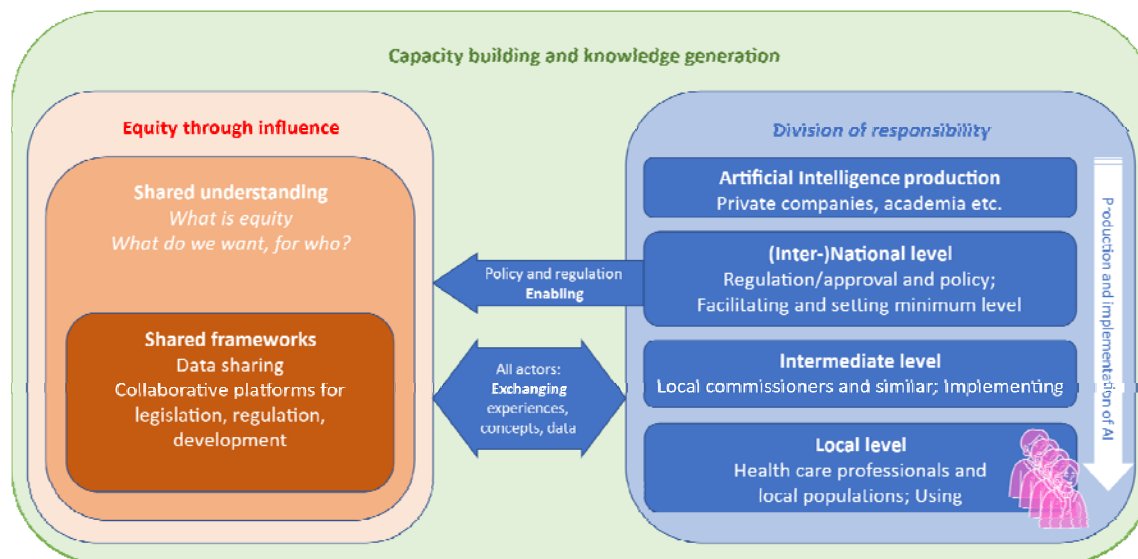 Capacity building and knowledge generation
Equity through influence
Shared understanding
What is equity
What do we want, for who?
Shared frameworks
Data sharing
Collaborative platforms for
legislation, regulation,
development
Policy and regulation
Enabling
All actors:
Exchanging
experiences,
concepts, data
Division of responsibility
Artificial Intelligence production
Private companies, academia etc.
(Inter-)National level
Regulation/approval and policy;
Facilitating and setting minimum level
Intermediate level
Local commissioners and similar; Implementing
Local level
Health care professionals and
local populations; Using
Production and implementation of AI